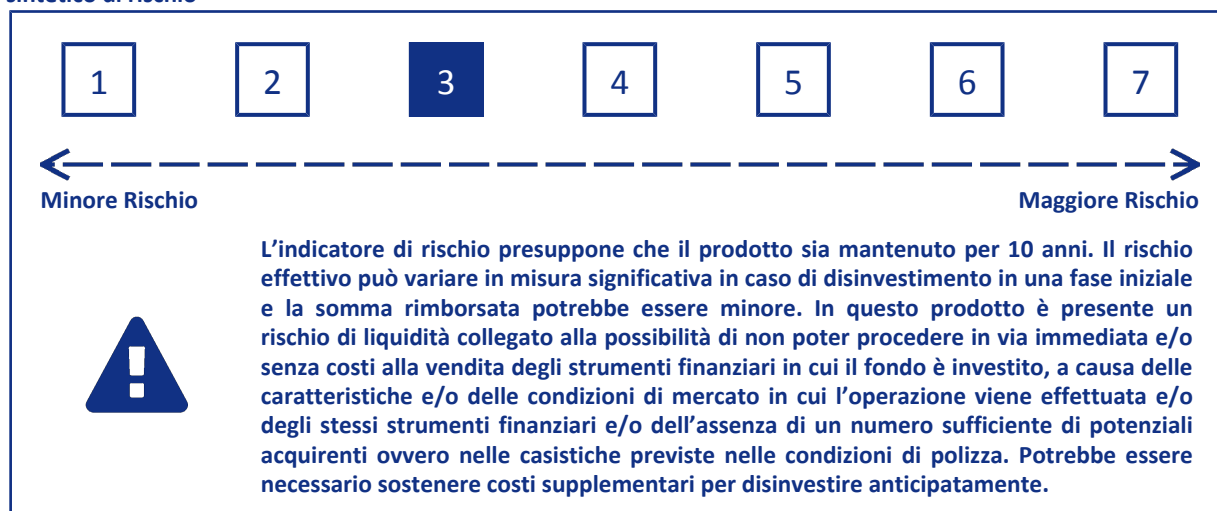 sintetico di rischio
1 2 3 4 5 6 7
Minore Rischio Maggiore Rischio
L’indicatore di rischio presuppone che il prodotto sia mantenuto per 10 anni. Il rischio
effettivo può variare in misura significativa in caso di disinvestimento in una fase iniziale
e la somma rimborsata potrebbe essere minore. In questo prodotto è presente un
rischio di liquidità collegato alla possibilità di non poter procedere in via immediata e/o
senza costi alla vendita degli strumenti finanziari in cui il fondo è investito, a causa delle
caratteristiche e/o delle condizioni di mercato in cui l’operazione viene effettuata e/o
degli stessi strumenti finanziari e/o dell’assenza di un numero sufficiente di potenziali
acquirenti ovvero nelle casistiche previste nelle condizioni di polizza. Potrebbe essere
necessario sostenere costi supplementari per disinvestire anticipatamente.